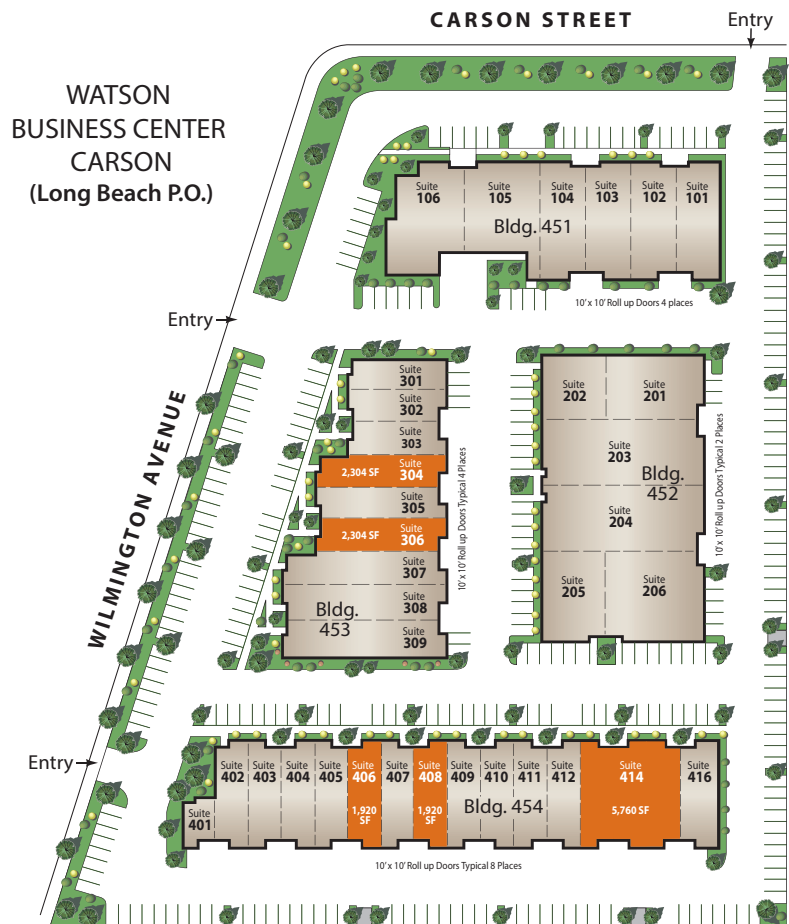 CARSON STREET
Entry
WATSON
BUSINESS CENTER
CARSON
(Long Beach P.O.)
Suite
106
Suite
105
Suite
104
Suite
103
Suite
102
Suite
101
Bldg. 451
10' x 10' Roll up Doors 4 places
Entry
WILMINGTON AVENUE
Suite
301
Suite
302
Suite
303
2,304 SF
Suite
304
Suite
305
2,304 SF
Suite
306
Suite
307
Suite
308
Suite
309
Bldg.
453
10' x 10' Roll up Doors Typical 4 Places
Suite
202
Suite
201
Suite
203
Bldg.
452
Suite
204
Suite
205
Suite
206
10' x 10' Roll up Doors Typical 2 Places
Entry
Suite
401
Suite
402
Suite
403
Suite
404
Suite
405
Suite
406
1,920
SF
Suite
407
Suite
408
1,920
SF
Suite
409
Suite
410
Suite
411
Suite
412
Suite
414
5,760 SF
Suite
416
Bldg. 454
10' x 10' Roll up Doors Typical 8 Places